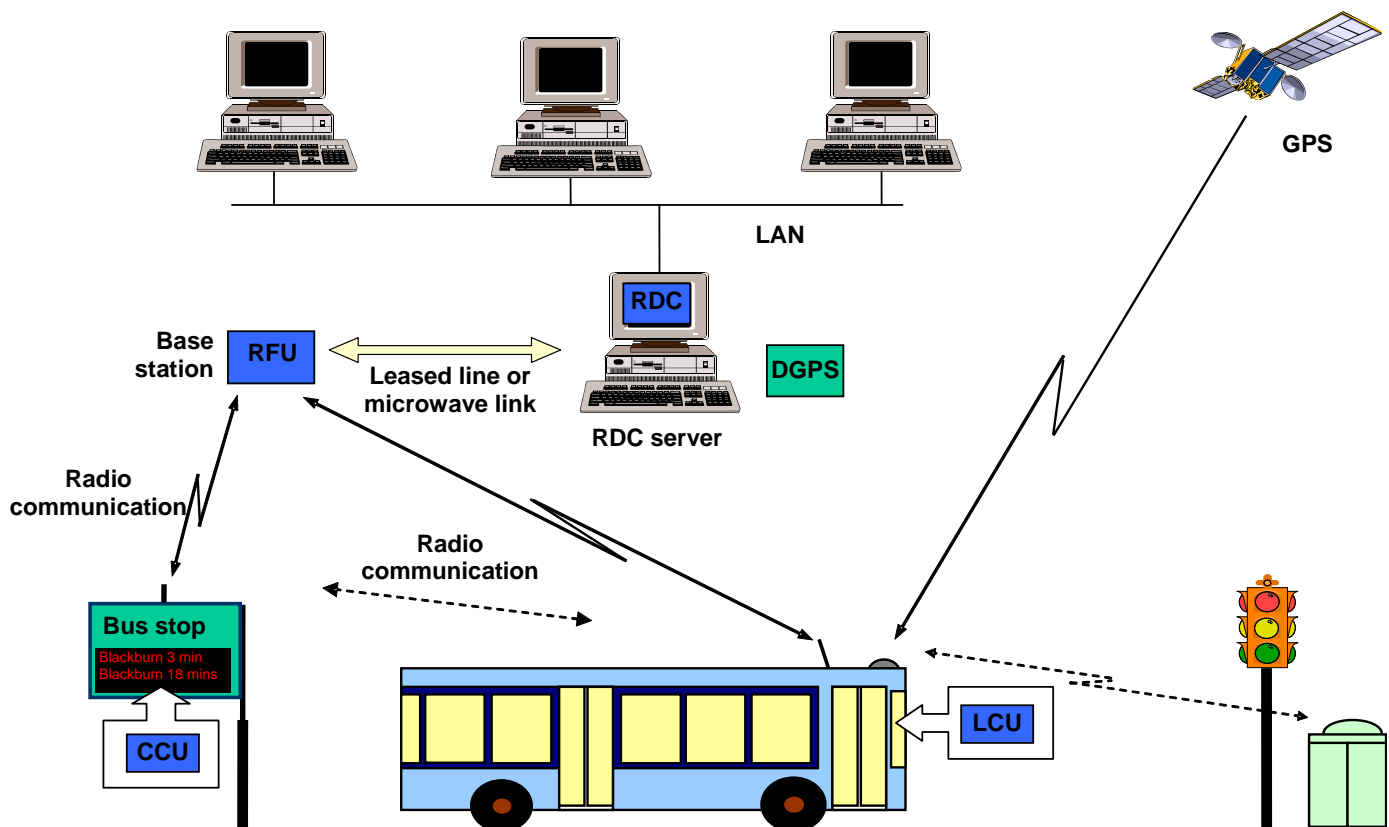 GPS
LAN
RDC
Base
station
RFU
Leased line or
microwave link
DGPS
RDC server
Radio
communication
Radio
communication
Bus stop
Blackburn 3 min
Blackburn 18 mins
CCU
LCU